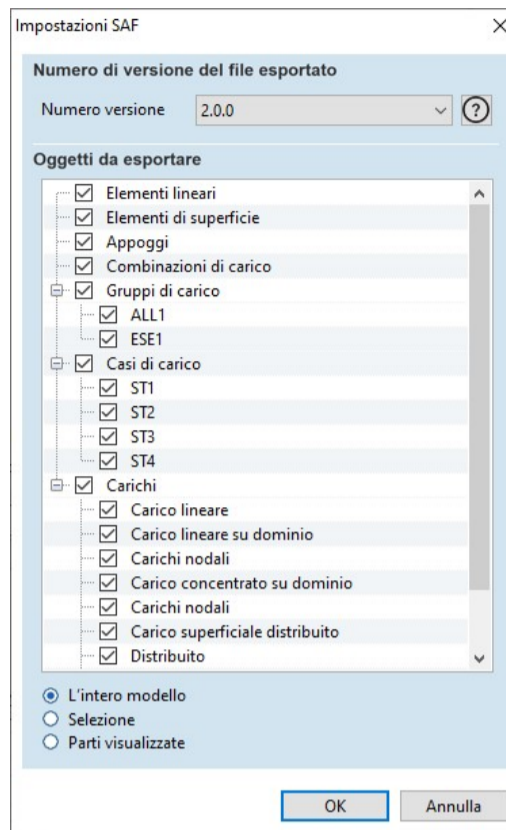 Impostazioni SAF
Numero di versione del file esportato
Numero versione 2.0.0
Oggetti da esportare
Elementi lineari
Elementi di superficie
Appoggi
Combinazioni di carico
Gruppi di carico
ALL1
ESE1
Casi di carico
ST1
ST2
ST3
ST4
Carichi
Carico lineare
Carico lineare su dominio
Carichi nodali
Carico concentrato su dominio
Carichi nodali
Carico superficiale distribuito
Distribuito
L'intero modello
Selezione
Parti visualizzate
OK Annulla